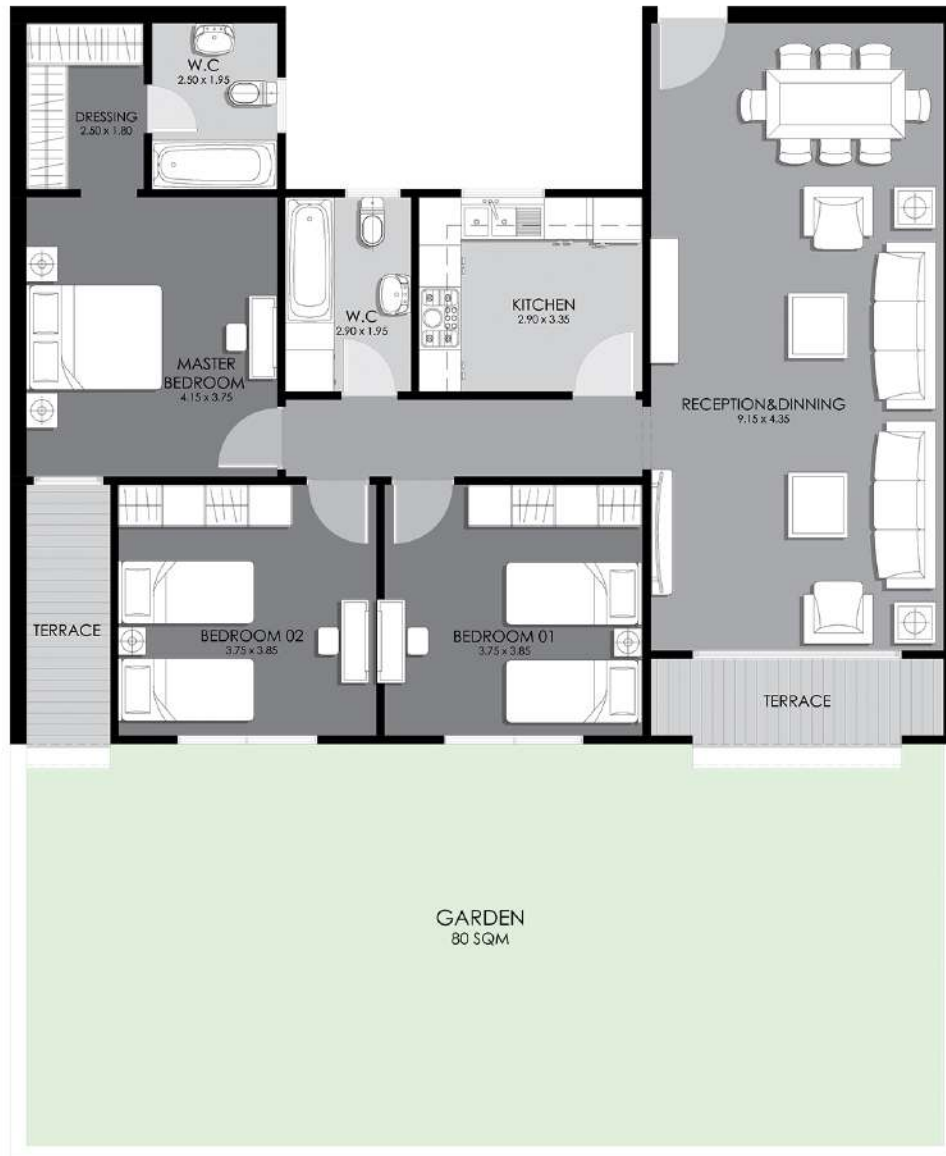 W.C
2.50 x 1.95
DRESSING
2.50 x 1.80
KITCHEN
2.90 x 3.35
W.C
2.90 x 1.95
MASTER
BEDROOM
4.15 x 3.75
RECEPTION&DINNING
9.15 x 4.35
TERRACE
BEDROOM 02
3.75 x 3.85
BEDROOM 01
3.75 x 3.85
TERRACE
GARDEN
80 SQM